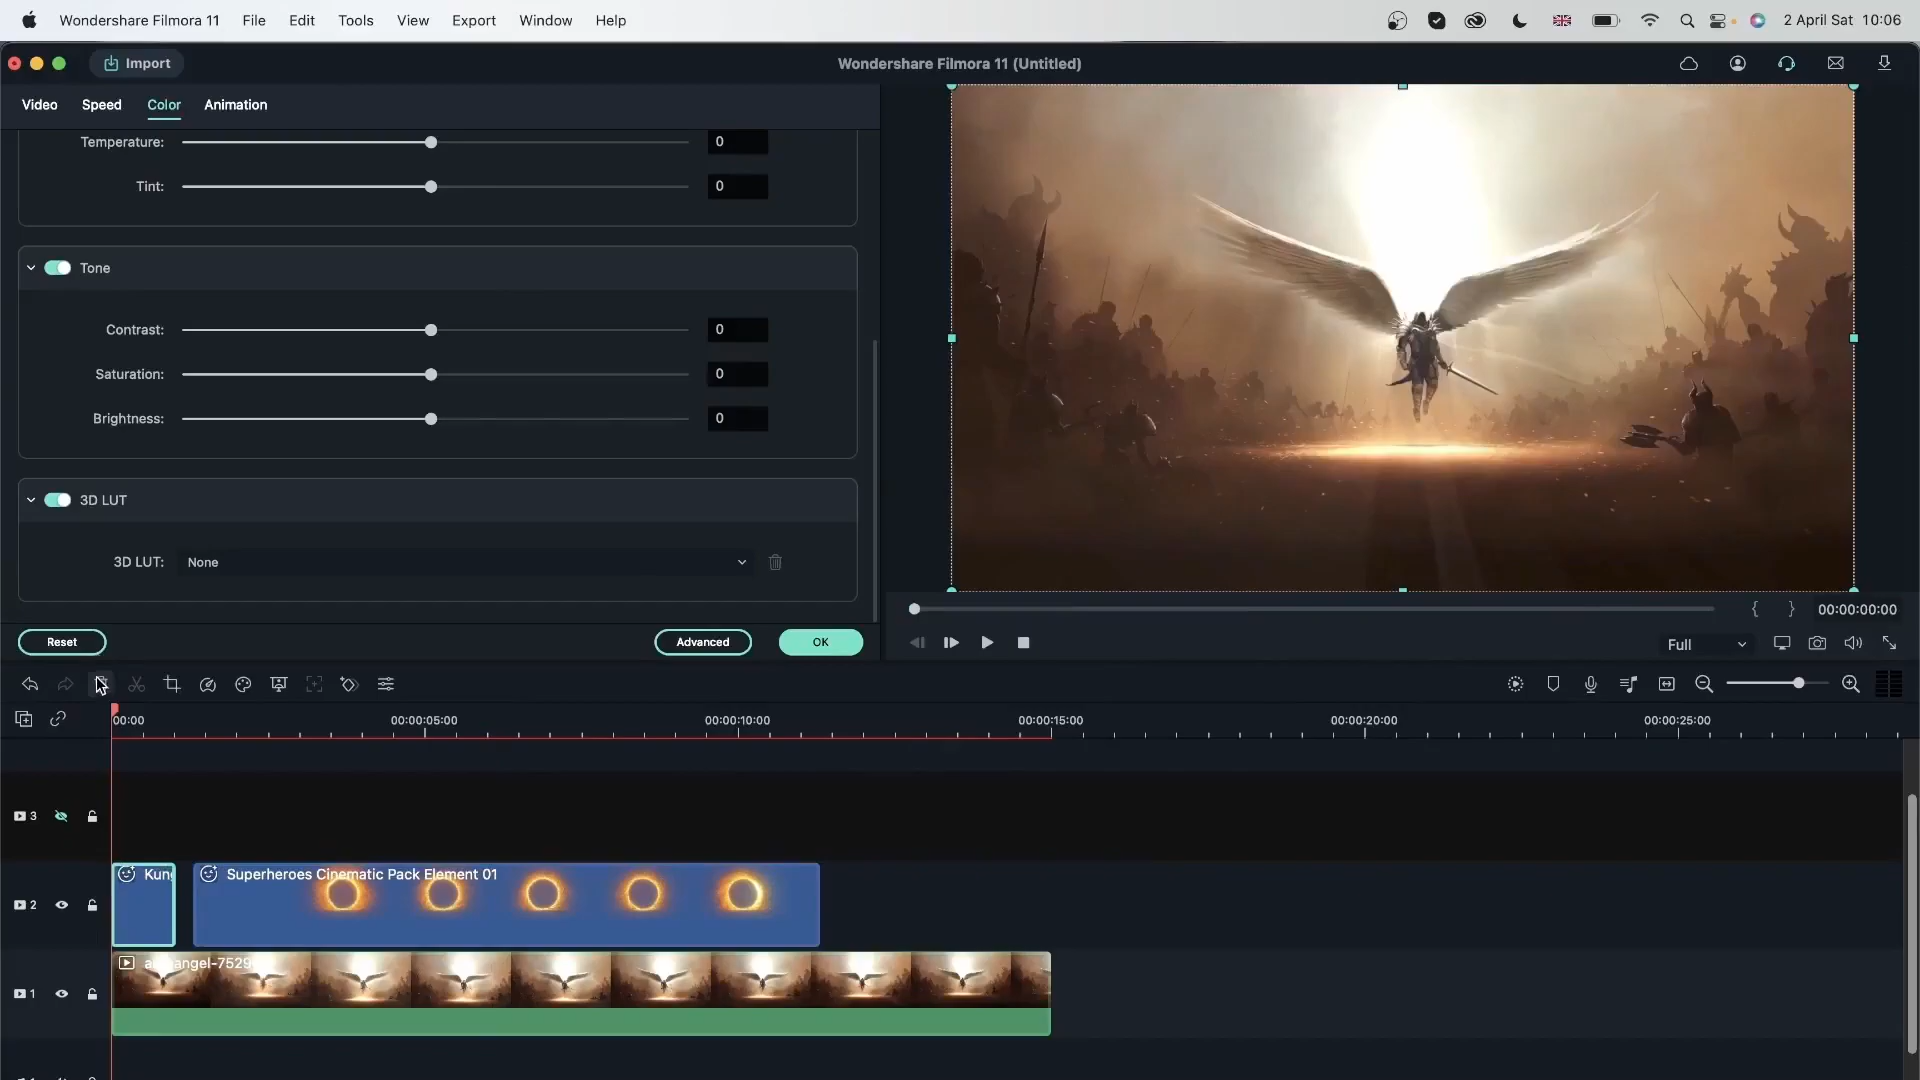 Wondershare Filmora 11 File Edit Tools View Export Window Help 2 April Sat 10:06
Import Wondershare Filmora 11 (Untitled)
Video Speed Color Animation
Temperature: 0
Tint: 0
Tone
Contrast: 0
Saturation: 0
Brightness: 0
3D LUT
3D LUT: None
00:00:00:00
Reset Advanced OK Full
00:00 00:00:05:00 00:00:10:00 00:00:15:00 00:00:20:00 00:00:25:00
3
Kung Superheroes Cinematic Pack Element 01
2
1